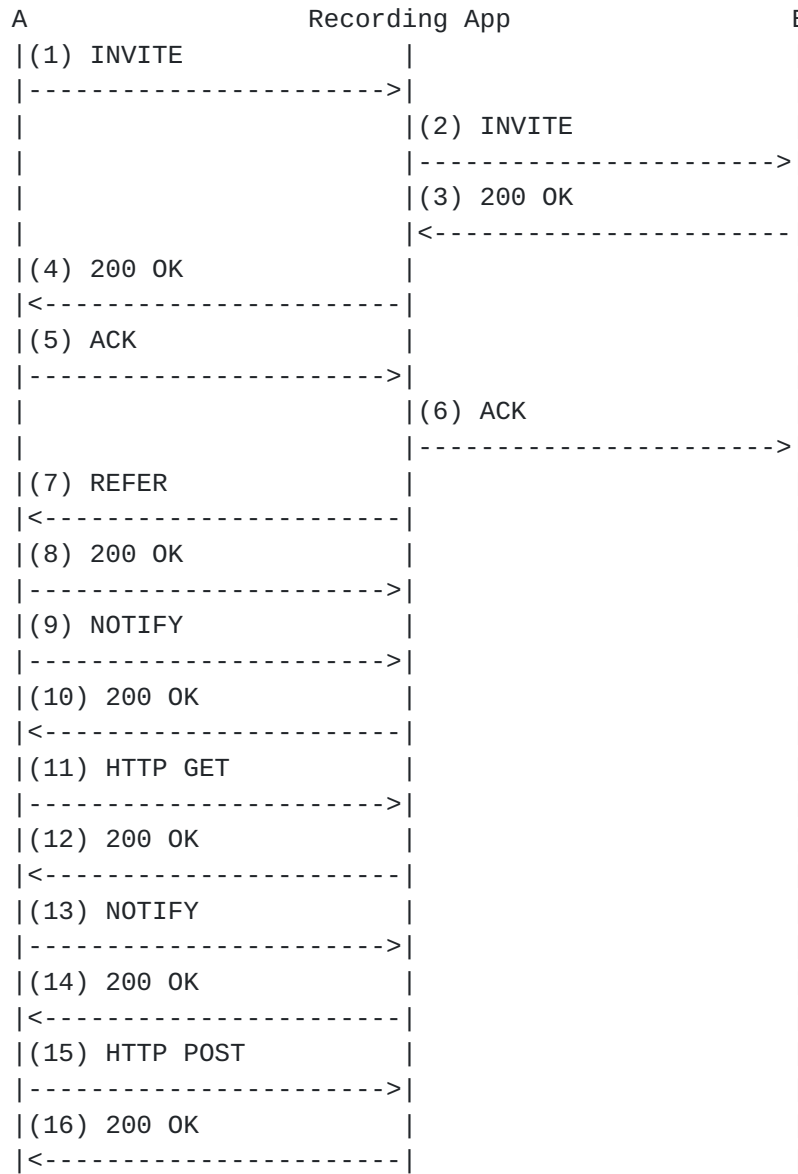 A Recording App
(1) INVITE
(2) INVITE
(3) 200 OK
(4) 200 OK
(5) ACK
(6) ACK
(7) REFER
(8) 200 OK
(9) NOTIFY
(10) 200 OK
(11) HTTP GET
(12) 200 OK
(13) NOTIFY
(14) 200 OK
(15) HTTP POST
(16) 200 OK